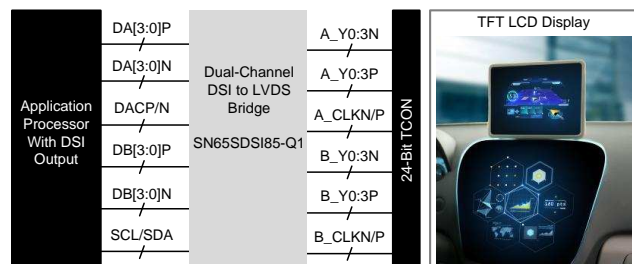 Application
Processor
With DSI
Output
DA[3:0]P
DA[3:0]N
DACP/N
DB[3:0]P
DB[3:0]N
SCL/SDA
Dual-Channel
DSI to LVDS
Bridge
SN65SDSI85-Q1
A_Y0:3N
A_Y0:3P
A_CLKN/P
B_Y0:3N
B_Y0:3P
B_CLKN/P
24-Bit TCON
TFT LCD Display